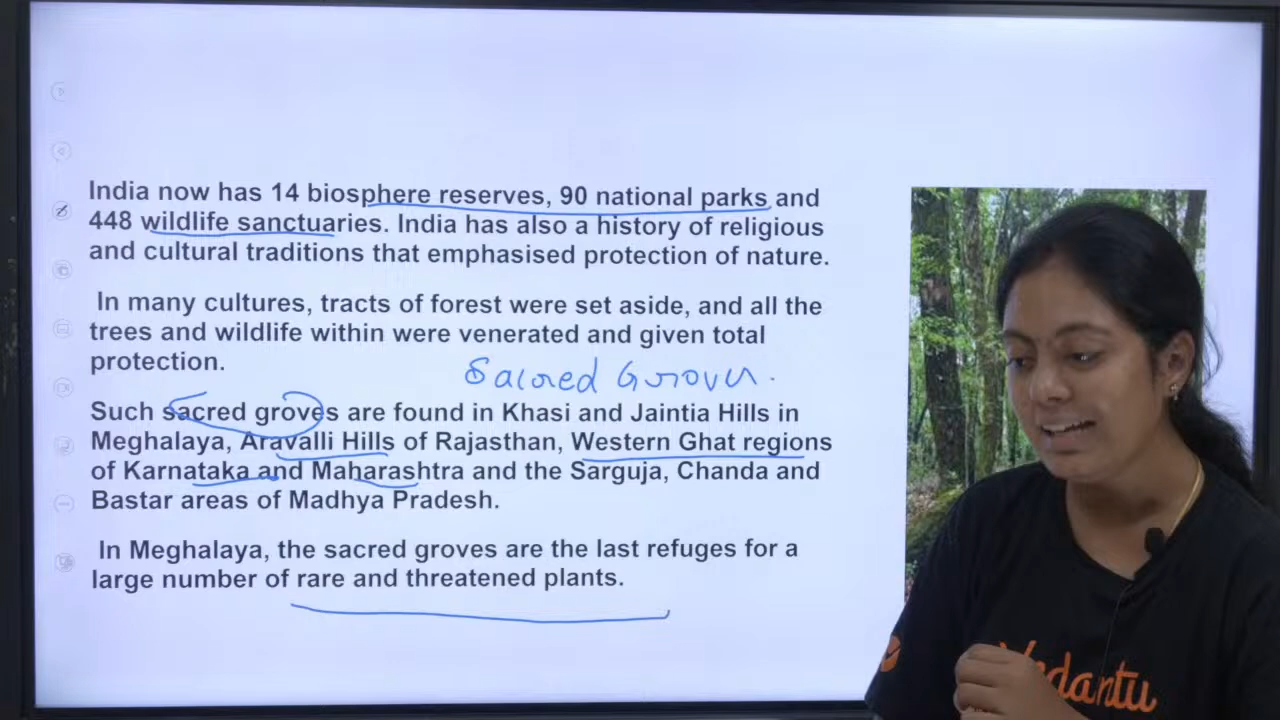 India now has 14 biosphere reserves, 90 national parks and
448 wildlife sanctuaries. India has also a history of religious
and cultural traditions that emphasised protection of nature.
In many cultures, tracts of forest were set aside, and all the
trees and wildlife within were venerated and given total
protection.
Sacred Groves.
Such sacred groves are found in Khasi and Jaintia Hills in
Meghalaya, Aravalli Hills of Rajasthan, Western Ghat regions
of Karnataka and Maharashtra and the Sarguja, Chanda and
Bastar areas of Madhya Pradesh.
In Meghalaya, the sacred groves are the last refuges for a
large number of rare and threatened plants.
Vedantu